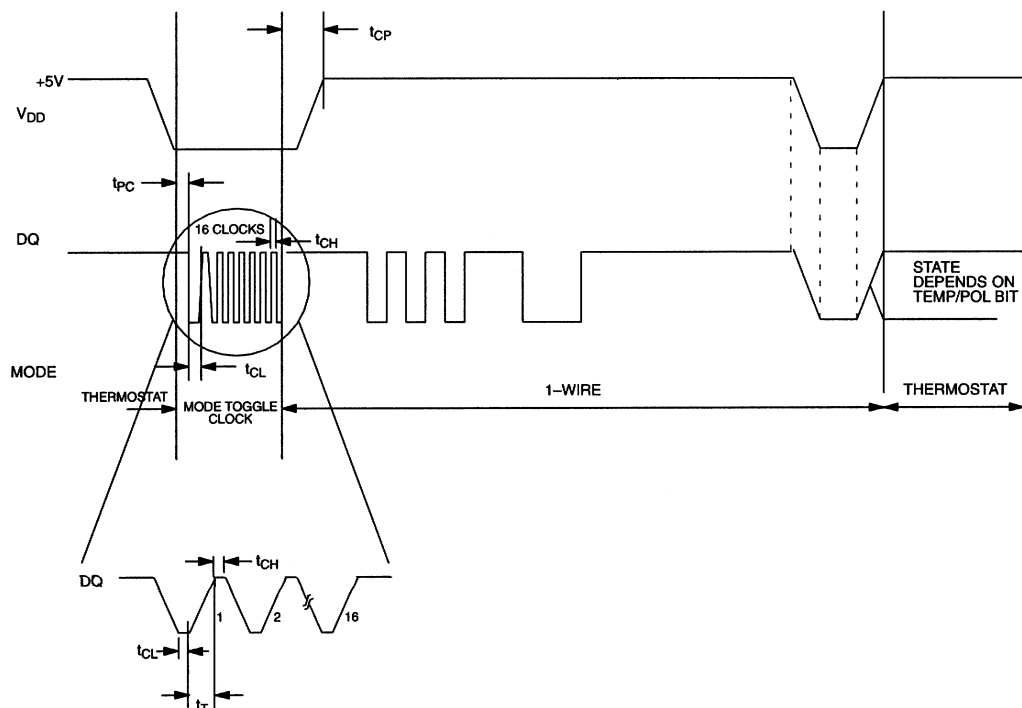 tCP
+5V
VDD
tPC
16 CLOCKS
DQ
tCH
STATE
DEPENDS ON
TEMP/POL BIT
tCL
MODE
THERMOSTAT
MODE TOGGLE
CLOCK
1–WIRE
THERMOSTAT
tCH
DQ
1
2
16
tCL
tT